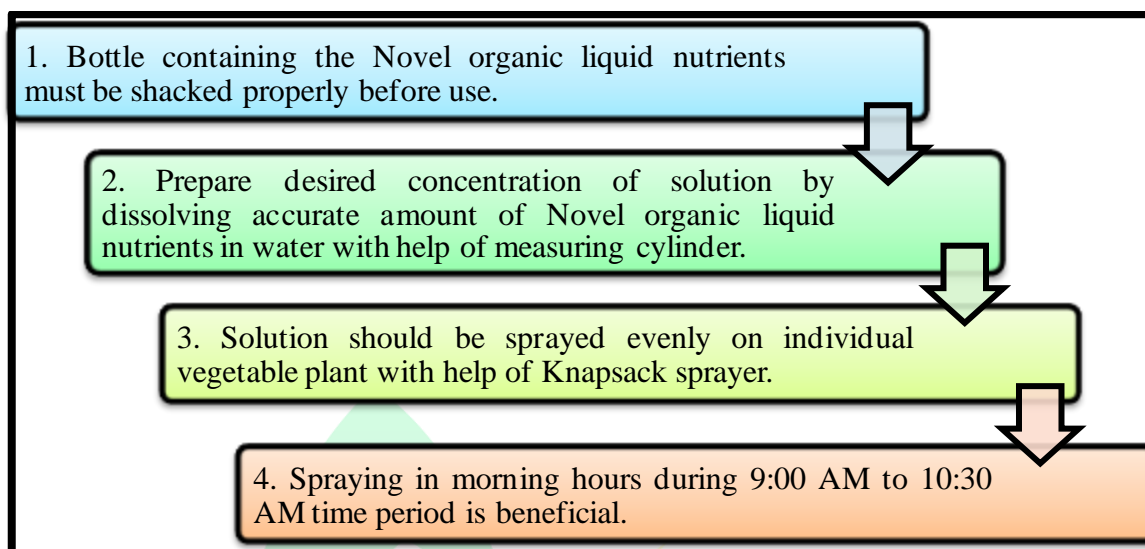 1. Bottle containing the Novel organic liquid nutrients
must be shacked properly before use.
2. Prepare desired concentration of solution by
dissolving accurate amount of Novel organic liquid
nutrients in water with help of measuring cylinder.
3. Solution should be sprayed evenly on individual
vegetable plant with help of Knapsack sprayer.
4. Spraying in morning hours during 9:00 AM to 10:30
AM time period is beneficial.